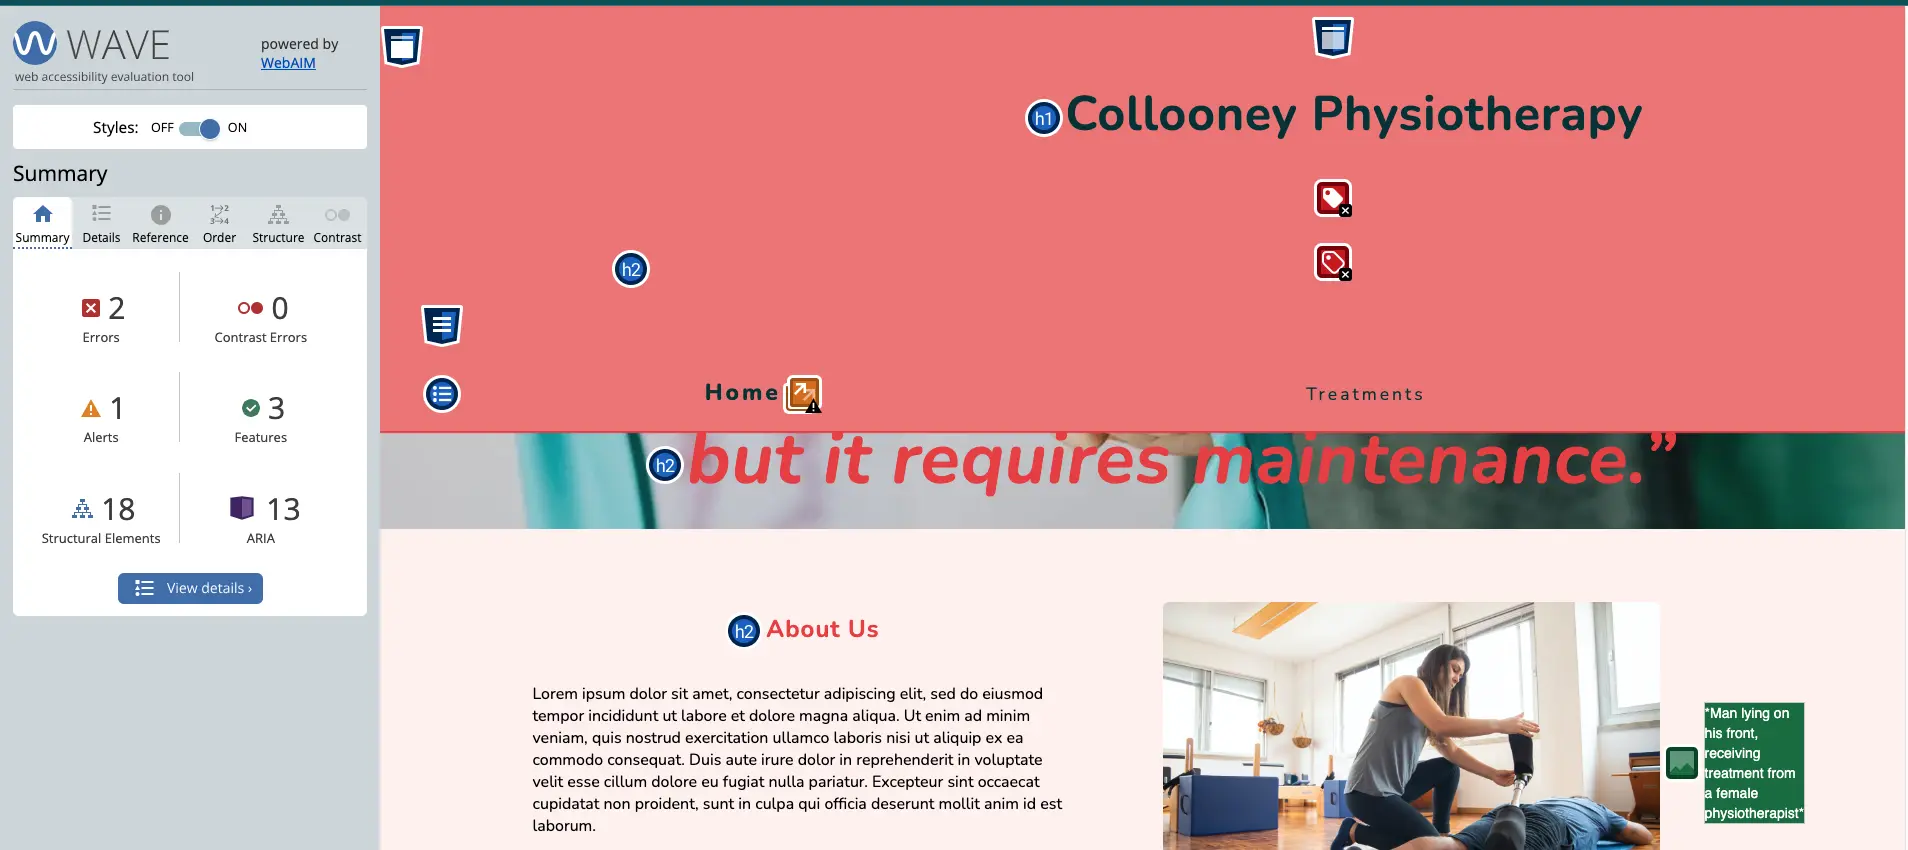 WAVE
web accessibility evaluation tool
powered by
WebAIM
Styles: OFF ON
Summary
Summary Details Reference Order Structure Contrast
2
Errors
0
Contrast Errors
1
Alerts
3
Features
18
Structural Elements
13
ARIA
View details ›
h1 Collooney Physiotherapy
h2
Home
Treatments
h2 but it requires maintenance.”
h2 About Us
Lorem ipsum dolor sit amet, consectetur adipiscing elit, sed do eiusmod
tempor incididunt ut labore et dolore magna aliqua. Ut enim ad minim
veniam, quis nostrud exercitation ullamco laboris nisi ut aliquip ex ea
commodo consequat. Duis aute irure dolor in reprehenderit in voluptate
velit esse cillum dolore eu fugiat nulla pariatur. Excepteur sint occaecat
cupidatat non proident, sunt in culpa qui officia deserunt mollit anim id est
laborum.
*Man lying on
his front,
receiving
treatment from
a female
physiotherapist*